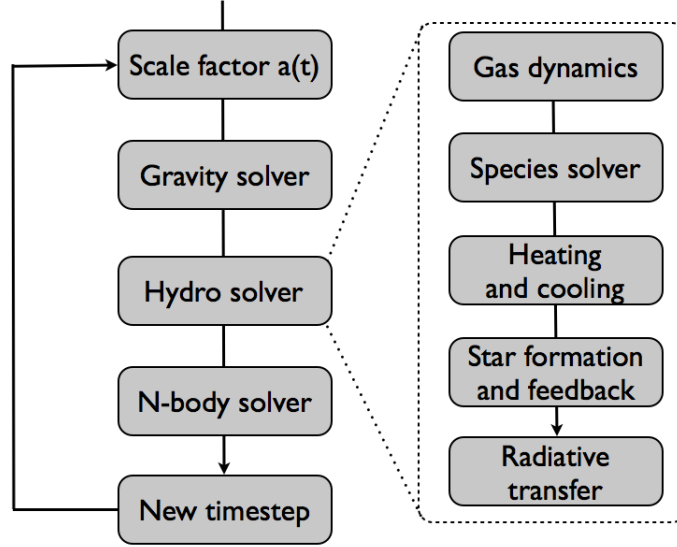 Scale factor a(t)
Gravity solver
Hydro solver
N-body solver
New timestep
Gas dynamics
Species solver
Heating
and cooling
Star formation
and feedback
Radiative
transfer